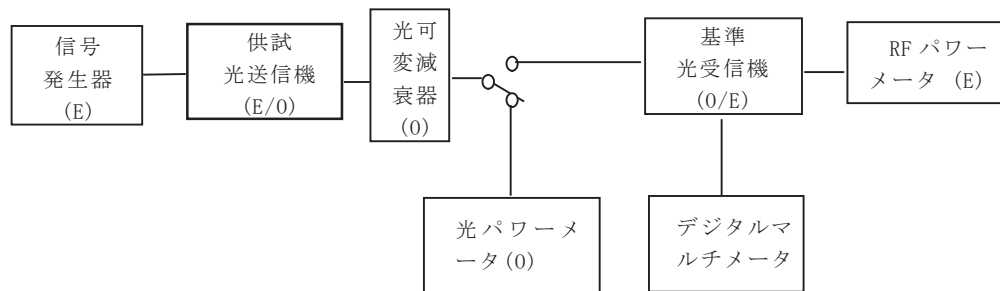 信号
発生器
(E)
供試
光送信機
(E/O)
光可
変減
衰器
(O)
基準
光受信機
(O/E)
RF パワー
メータ (E)
光パワーメ
ータ(O)
デジタルマ
ルチメータ